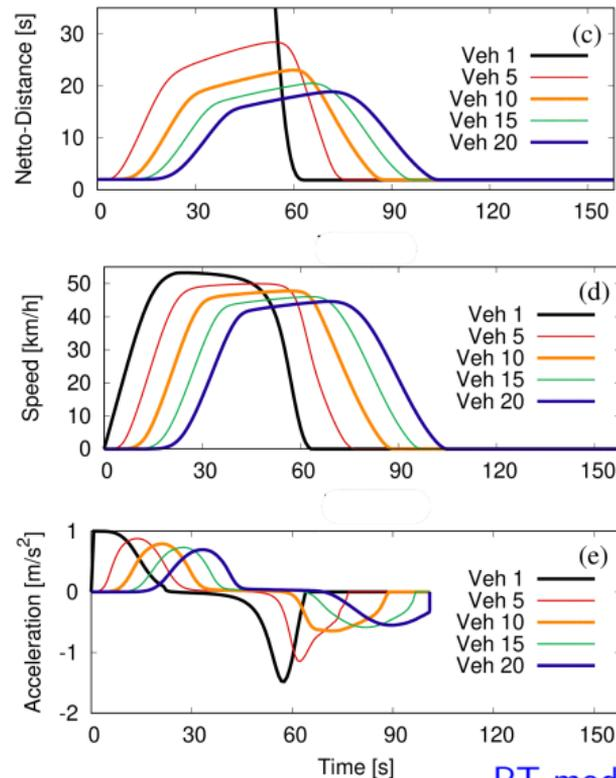 (c)
Netto-Distance [s]
30
20
10
0
Veh 1
Veh 5
Veh 10
Veh 15
Veh 20
0 30 60 90 120 150
(d)
Speed [km/h]
50
40
30
20
10
0
Veh 1
Veh 5
Veh 10
Veh 15
Veh 20
0 30 60 90 120 150
(e)
Acceleration [m/s²]
1
0
-1
-2
Veh 1
Veh 5
Veh 10
Veh 15
Veh 20
0 30 60 90 120 150
Time [s]